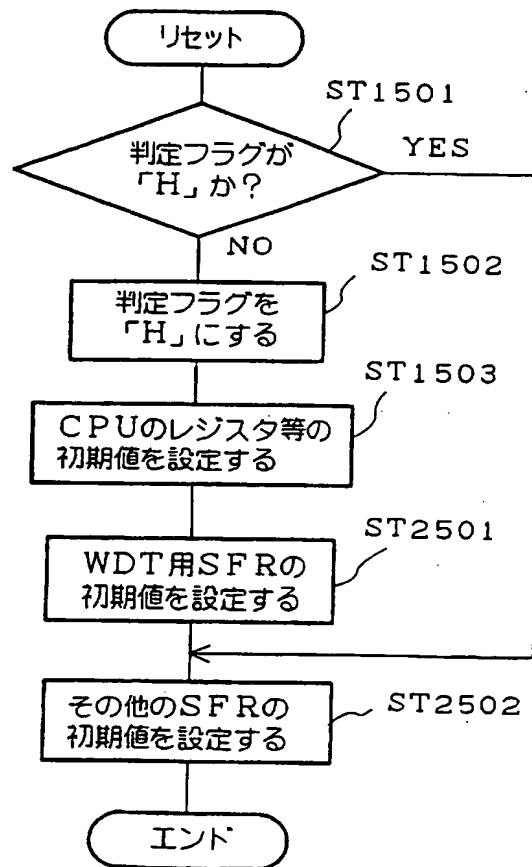 リセット
ST1501
判定フラグが
「H」か?
YES
NO
ST1502
判定フラグを
「H」にする
ST1503
CPUのレジスタ等の
初期値を設定する
ST2501
WDT用SFRの
初期値を設定する
ST2502
その他のSFRの
初期値を設定する
エンド